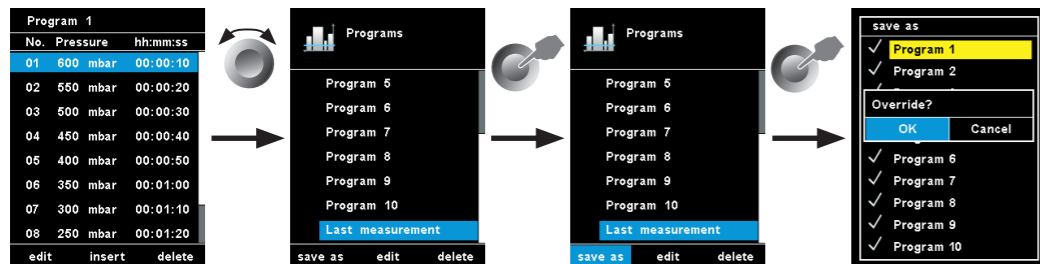 Program 1
No. Pressure hh:mm:ss
01 600 mbar 00:00:10
02 550 mbar 00:00:20
03 500 mbar 00:00:30
04 450 mbar 00:00:40
05 400 mbar 00:00:50
06 350 mbar 00:01:00
07 300 mbar 00:01:10
08 250 mbar 00:01:20
edit insert delete
Programs
Program 5
Program 6
Program 7
Program 8
Program 9
Program 10
Last measurement
save as edit delete
Programs
Program 5
Program 6
Program 7
Program 8
Program 9
Program 10
Last measurement
save as edit delete
save as
Program 1
Program 2
Override?
OK Cancel
Program 6
Program 7
Program 8
Program 9
Program 10